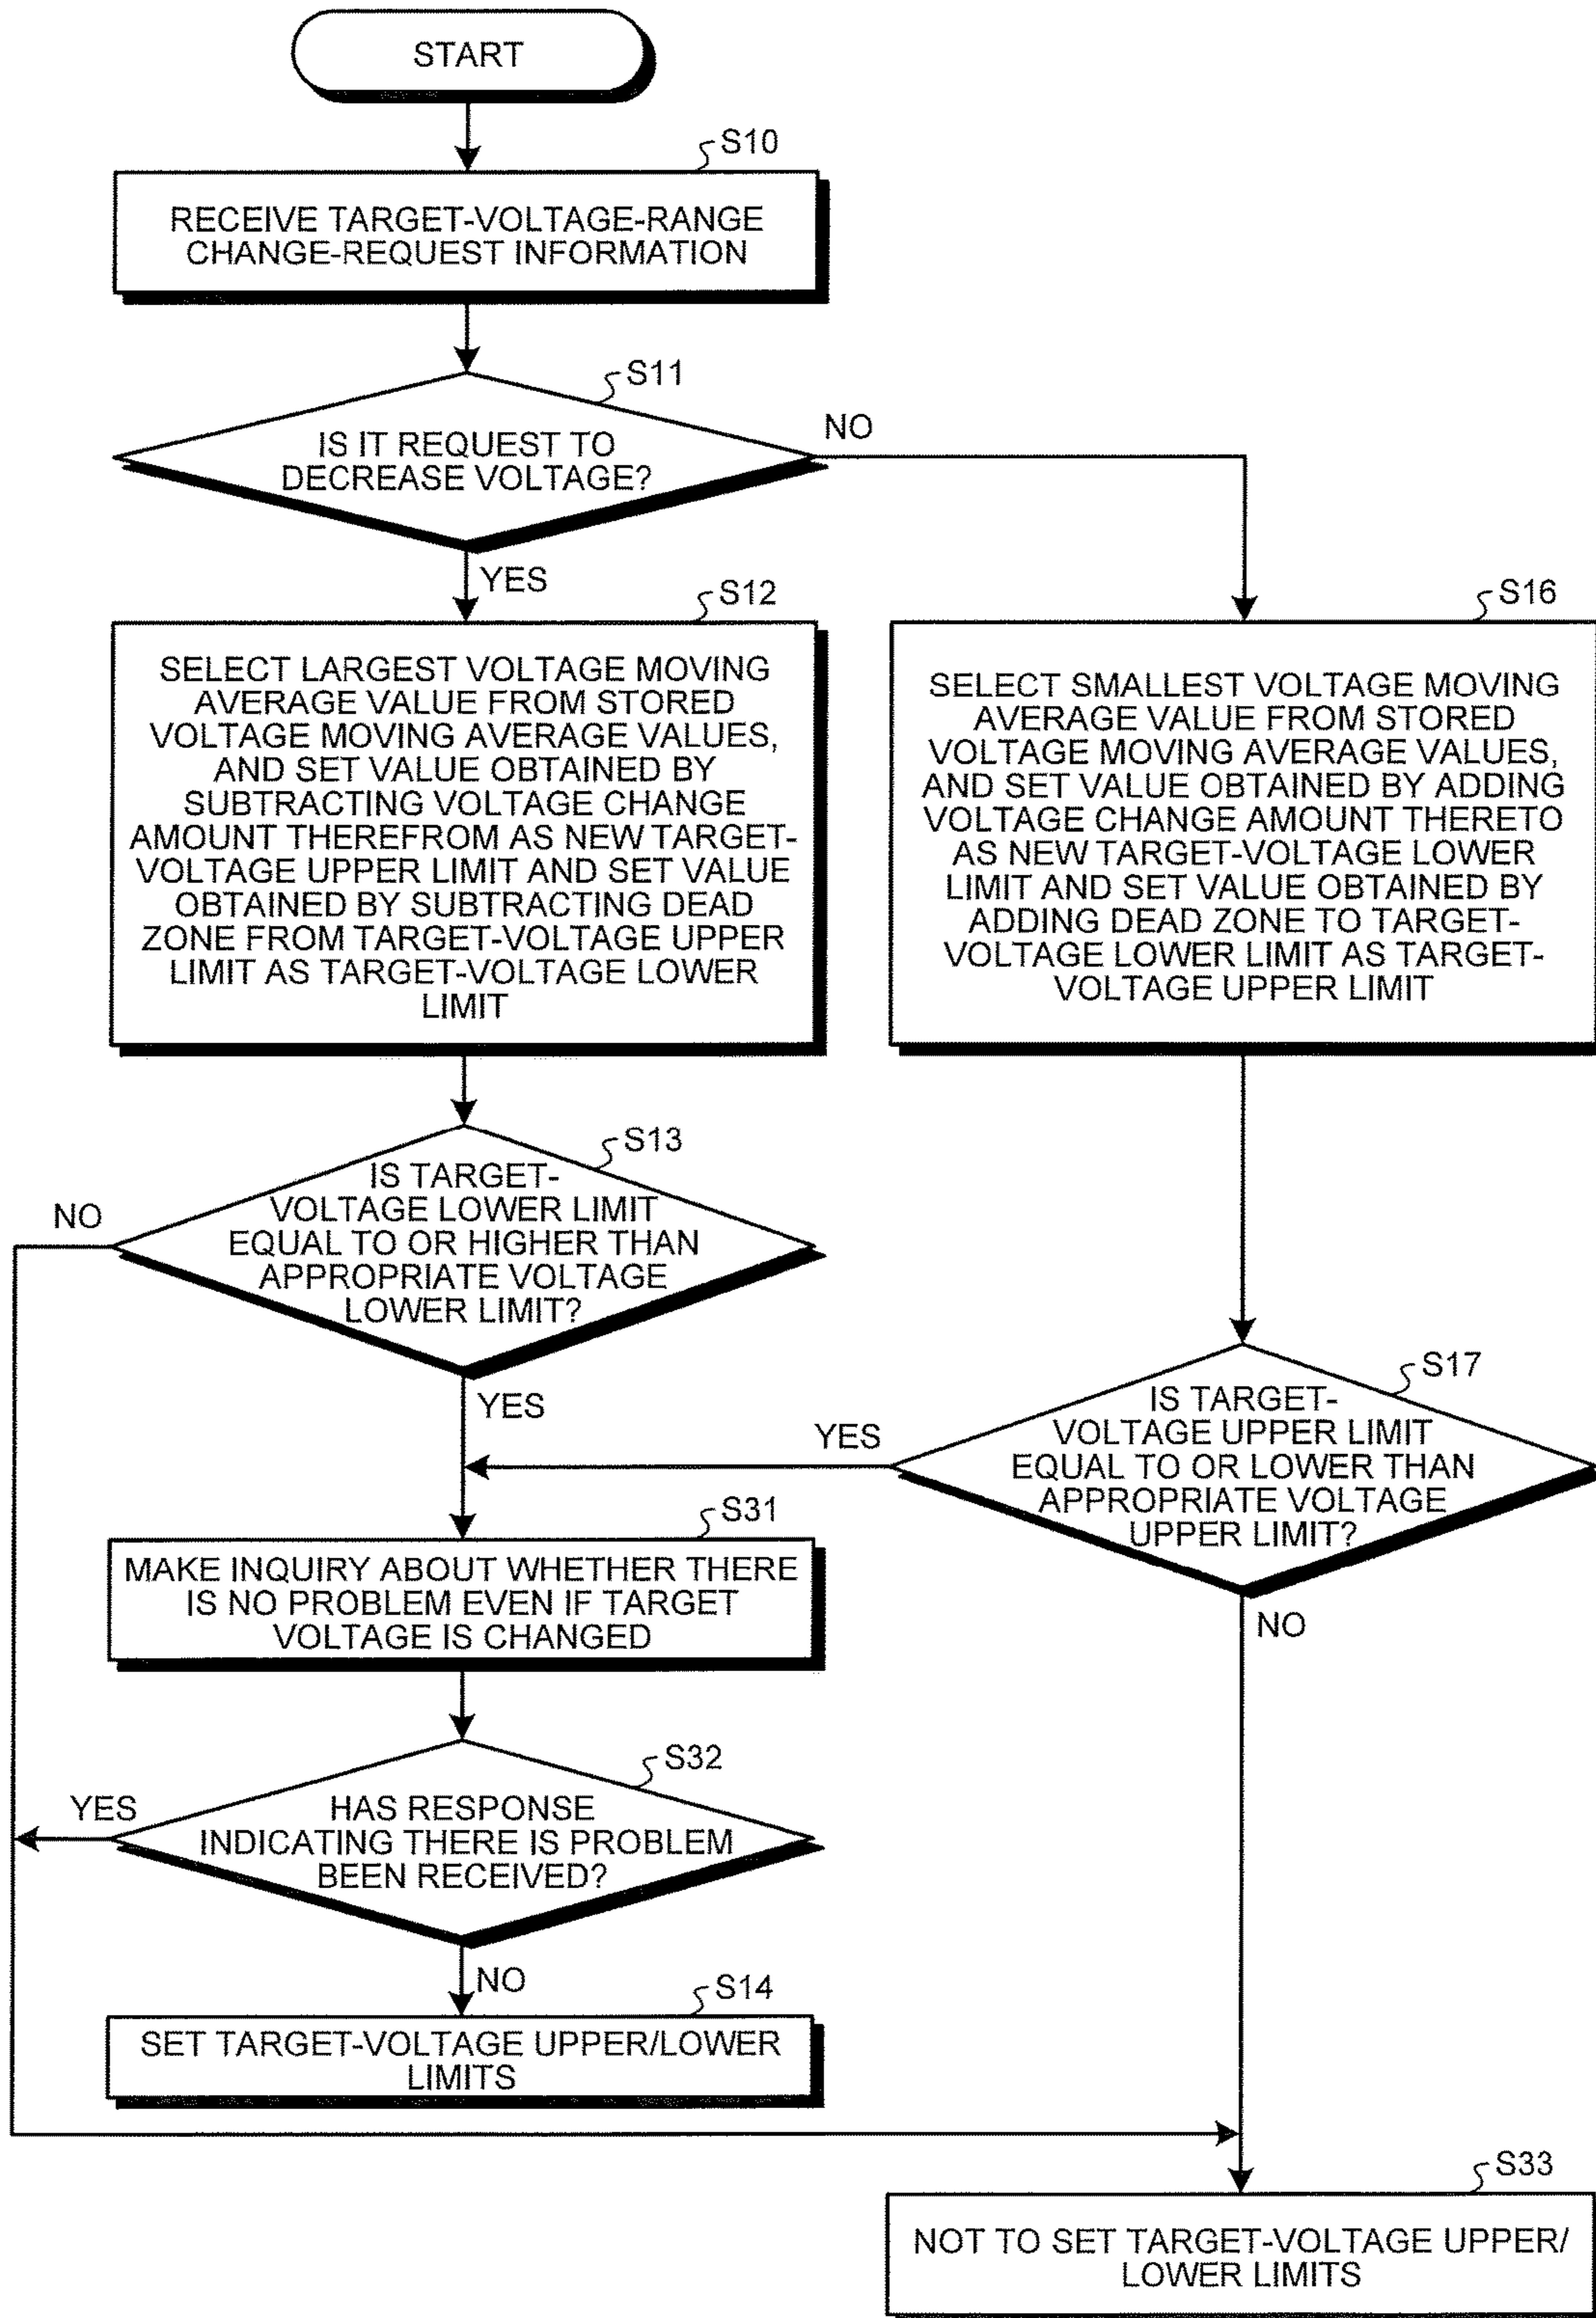 START
S10
RECEIVE TARGET-VOLTAGE-RANGE
CHANGE-REQUEST INFORMATION
S11
IS IT REQUEST TO
DECREASE VOLTAGE?
NO
YES
S12
SELECT LARGEST VOLTAGE MOVING
AVERAGE VALUE FROM STORED
VOLTAGE MOVING AVERAGE VALUES,
AND SET VALUE OBTAINED BY
SUBTRACTING VOLTAGE CHANGE
AMOUNT THEREFROM AS NEW TARGET-
VOLTAGE UPPER LIMIT AND SET VALUE
OBTAINED BY SUBTRACTING DEAD
ZONE FROM TARGET-VOLTAGE UPPER
LIMIT AS TARGET-VOLTAGE LOWER
LIMIT
S16
SELECT SMALLEST VOLTAGE MOVING
AVERAGE VALUE FROM STORED
VOLTAGE MOVING AVERAGE VALUES,
AND SET VALUE OBTAINED BY ADDING
VOLTAGE CHANGE AMOUNT THERETO
AS NEW TARGET-VOLTAGE LOWER
LIMIT AND SET VALUE OBTAINED BY
ADDING DEAD ZONE TO TARGET-
VOLTAGE LOWER LIMIT AS TARGET-
VOLTAGE UPPER LIMIT
S13
IS TARGET-
VOLTAGE LOWER LIMIT
EQUAL TO OR HIGHER THAN
APPROPRIATE VOLTAGE
LOWER LIMIT?
NO
YES
S17
IS TARGET-
VOLTAGE UPPER LIMIT
EQUAL TO OR LOWER THAN
APPROPRIATE VOLTAGE
UPPER LIMIT?
YES
NO
S31
MAKE INQUIRY ABOUT WHETHER THERE
IS NO PROBLEM EVEN IF TARGET
VOLTAGE IS CHANGED
S32
HAS RESPONSE
INDICATING THERE IS PROBLEM
BEEN RECEIVED?
YES
NO
S14
SET TARGET-VOLTAGE UPPER/LOWER
LIMITS
S33
NOT TO SET TARGET-VOLTAGE UPPER/
LOWER LIMITS